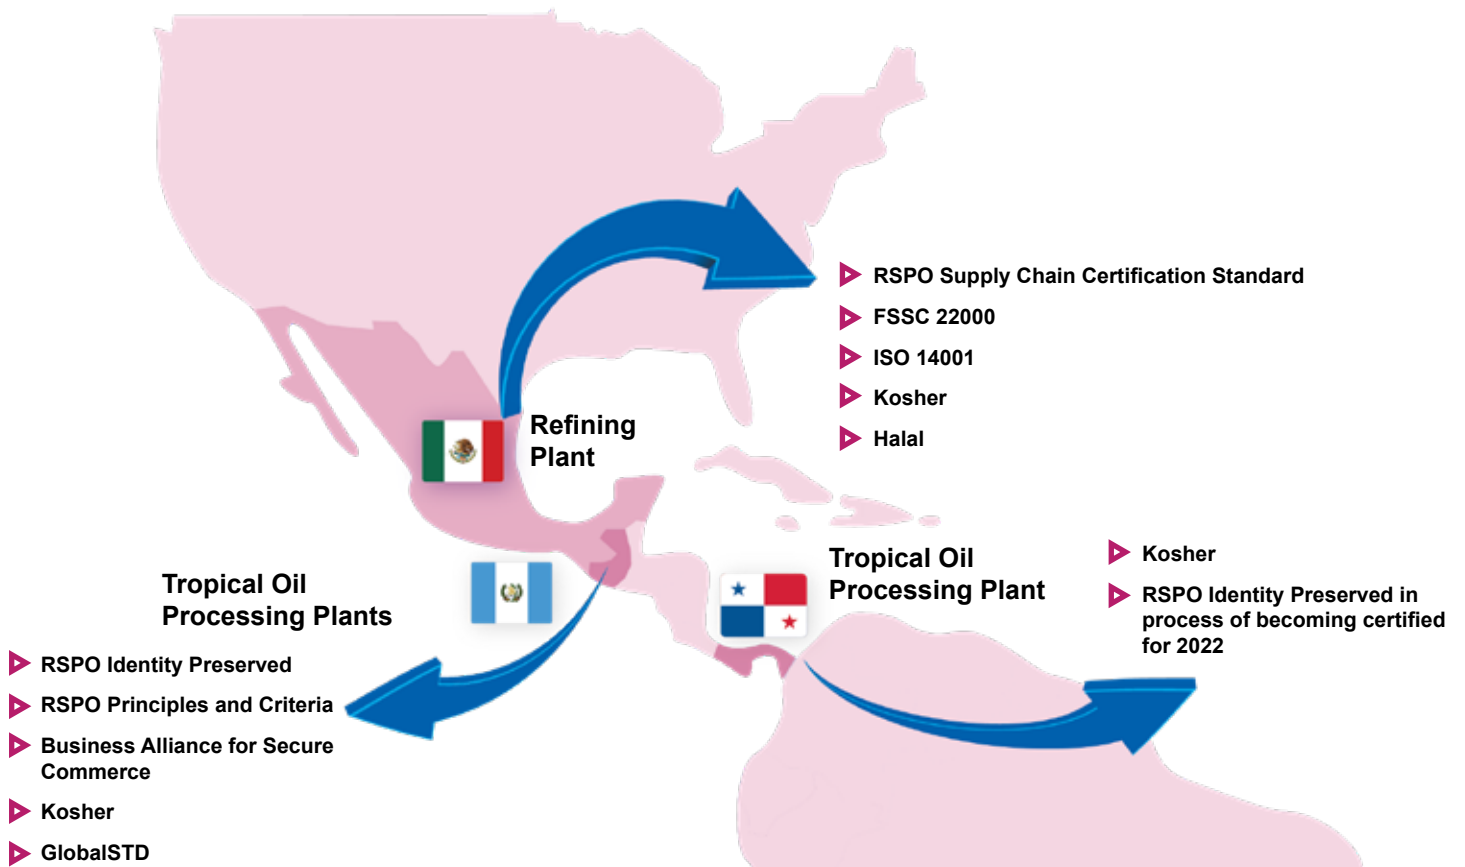 RSPO Supply Chain Certification Standard
FSSC 22000
ISO 14001
Kosher
Halal
Refining
Plant
Tropical Oil
Processing Plant
Kosher
RSPO Identity Preserved in
process of becoming certified
for 2022
Tropical Oil
Processing Plants
RSPO Identity Preserved
RSPO Principles and Criteria
Business Alliance for Secure
Commerce
Kosher
GlobalSTD